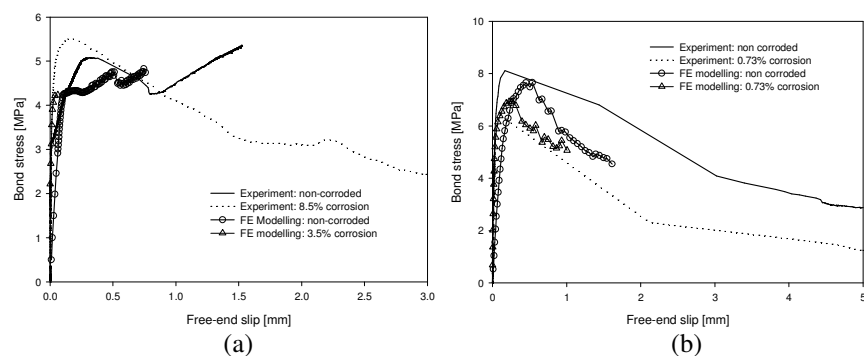 (a)
6
5
4
3
2
1
0
Bond stress [MPa]
Experiment: non-corroded
Experiment: 8.5% corrosion
FE Modelling: non-corroded
FE modelling: 3.5% corrosion
0.0 0.5 1.0 1.5 2.0 2.5 3.0
Free-end slip [mm]
(a)
(b)
10
8
6
4
2
0
Bond stress [MPa]
Experiment: non corroded
Experiment: 0.73% corrosion
FE modelling: non corroded
FE modelling: 0.73% corrosion
0 1 2 3 4 5
Free-end slip [mm]
(b)